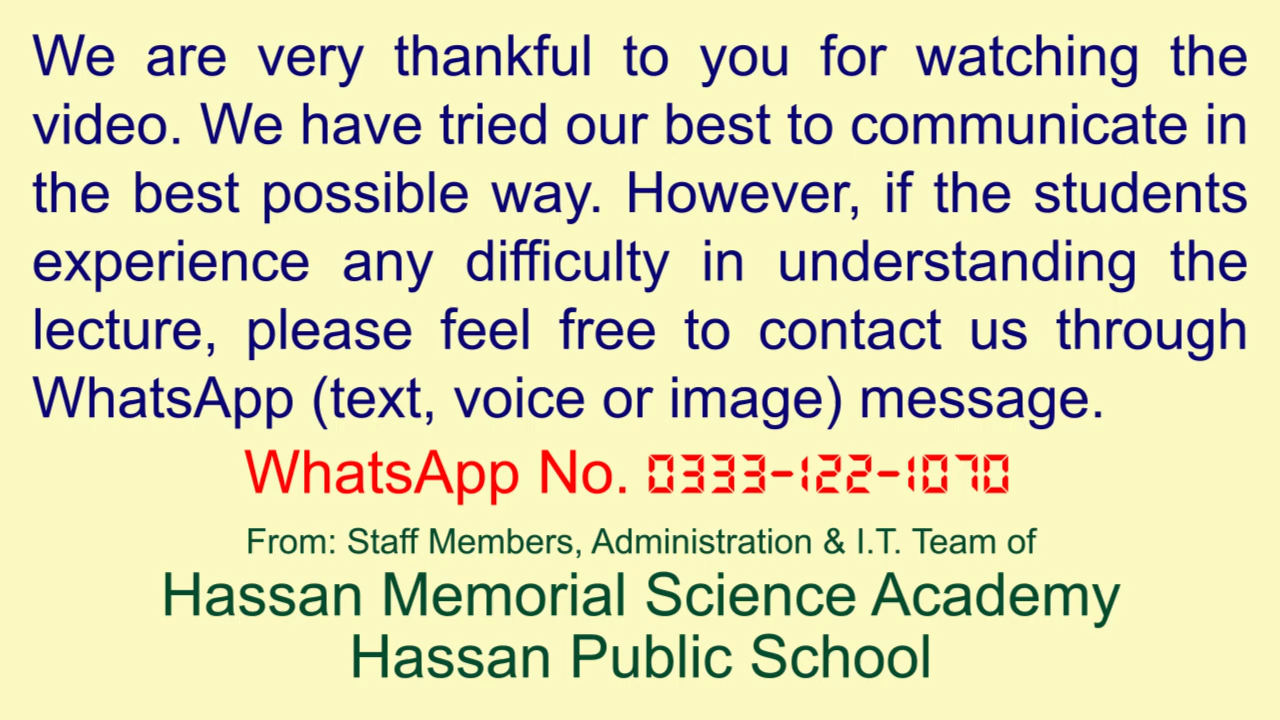 We are very thankful to you for watching the
video. We have tried our best to communicate in
the best possible way. However, if the students
experience any difficulty in understanding the
lecture, please feel free to contact us through
WhatsApp (text, voice or image) message.
WhatsApp No. 0333-122-1070
From: Staff Members, Administration & I.T. Team of
Hassan Memorial Science Academy
Hassan Public School